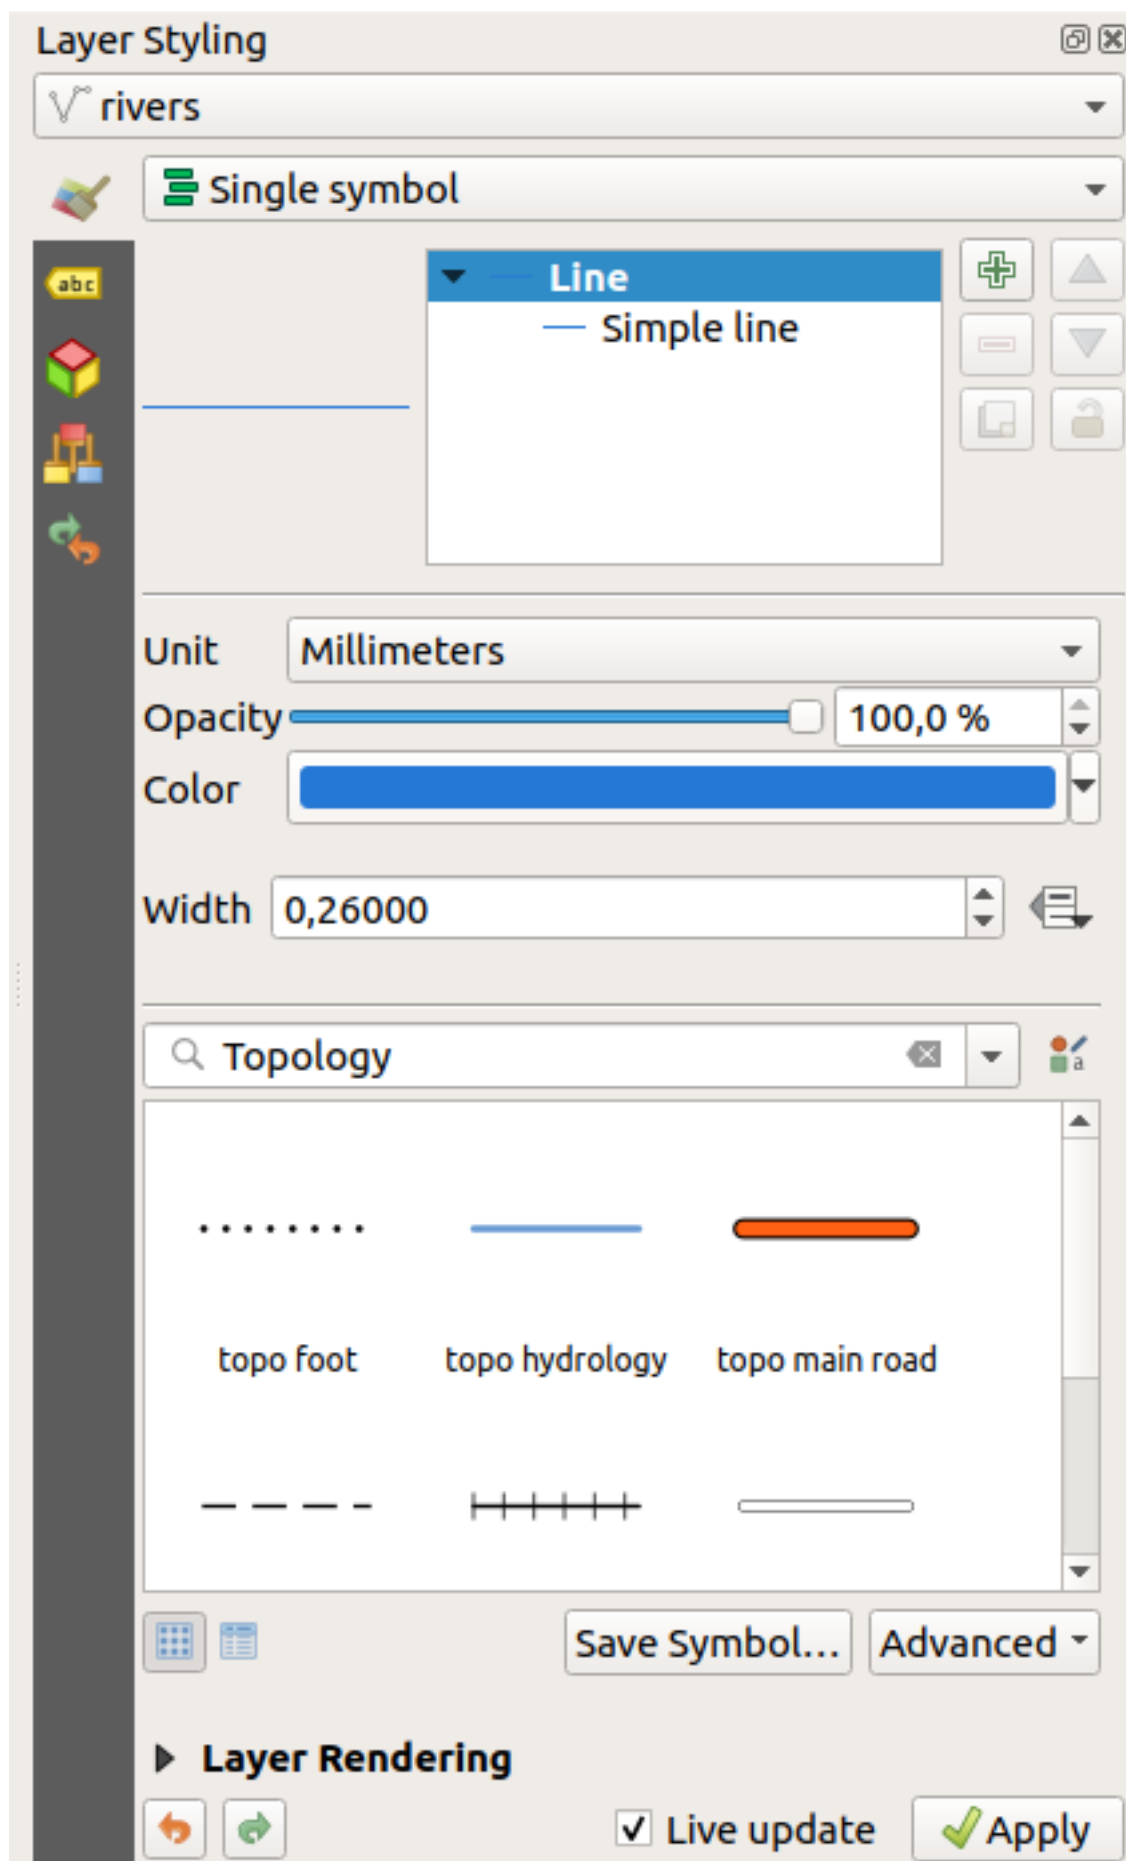 Layer Styling
rivers
Single symbol
abc
Line
Simple line
Unit Millimeters
Opacity 100,0 %
Color
Width 0,26000
Topology
a
topo foot topo hydrology topo main road
Save Symbol... Advanced
Layer Rendering
Live update Apply